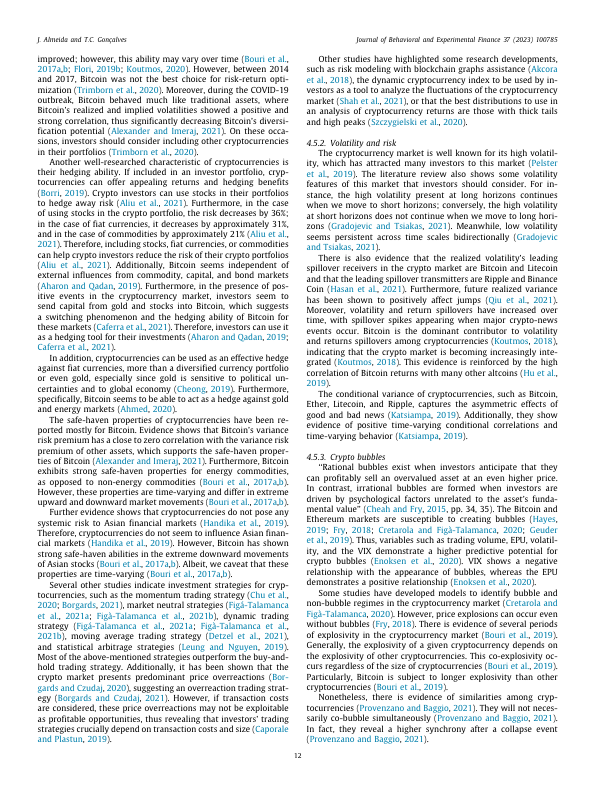 J. Almeida and T.C. Gonçalves
Journal of Behavioral and Experimental Finance 37 (2023) 100785
improved; however, this ability may vary over time (Bouri et al.,
2017a,b; Flori, 2019b; Koutmos, 2020). However, between 2014
and 2017, Bitcoin was not the best choice for risk-return opti-
mization (Trimborn et al., 2020). Moreover, during the COVID-19
outbreak, Bitcoin behaved much like traditional assets, where
Bitcoin's realized and implied volatilities showed a positive and
strong correlation, thus significantly decreasing Bitcoin's diversi-
fication potential (Alexander and Imeraj, 2021). On these occa-
sions, investors should consider including other cryptocurrencies
in their portfolios (Trimborn et al., 2020).
Another well-researched characteristic of cryptocurrencies is
their hedging ability. If included in an investor portfolio, cryp-
tocurrencies can offer appealing returns and hedging benefits
(Borri, 2019). Crypto investors can use stocks in their portfolios
to hedge away risk (Aliu et al., 2021). Furthermore, in the case
of using stocks in the crypto portfolio, the risk decreases by 36%;
in the case of fiat currencies, it decreases by approximately 31%,
and in the case of commodities by approximately 21% (Aliu et al.,
2021). Therefore, including stocks, fiat currencies, or commodities
can help crypto investors reduce the risk of their crypto portfolios
(Aliu et al., 2021). Additionally, Bitcoin seems independent of
external influences from commodity, capital, and bond markets
(Aharon and Qadan, 2019). Furthermore, in the presence of pos-
itive events in the cryptocurrency market, investors seem to
send capital from gold and stocks into Bitcoin, which suggests
a switching phenomenon and the hedging ability of Bitcoin for
these markets (Caferra et al., 2021). Therefore, investors can use it
as a hedging tool for their investments (Aharon and Qadan, 2019;
Caferra et al., 2021).
In addition, cryptocurrencies can be used as an effective hedge
against fiat currencies, more than a diversified currency portfolio
or even gold, especially since gold is sensitive to political un-
certainties and to global economy (Cheong, 2019). Furthermore,
specifically, Bitcoin seems to be able to act as a hedge against gold
and energy markets (Ahmed, 2020).
The safe-haven properties of cryptocurrencies have been re-
ported mostly for Bitcoin. Evidence shows that Bitcoin's variance
risk premium has a close to zero correlation with the variance risk
premium of other assets, which supports the safe-haven proper-
ties of Bitcoin (Alexander and Imeraj, 2021). Furthermore, Bitcoin
exhibits strong safe-haven properties for energy commodities,
as opposed to non-energy commodities (Bouri et al., 2017a,b).
However, these properties are time-varying and differ in extreme
upward and downward market movements (Bouri et al., 2017a,b).
Further evidence shows that cryptocurrencies do not pose any
systemic risk to Asian financial markets (Handika et al., 2019).
Therefore, cryptocurrencies do not seem to influence Asian finan-
cial markets (Handika et al., 2019). However, Bitcoin has shown
strong safe-haven abilities in the extreme downward movements
of Asian stocks (Bouri et al., 2017a,b). Albeit, we caveat that these
properties are time-varying (Bouri et al., 2017a,b).
Several other studies indicate investment strategies for cryp-
tocurrencies, such as the momentum trading strategy (Chu et al.,
2020; Borgards, 2021), market neutral strategies (Figà-Talamanca
et al., 2021a; Figà-Talamanca et al., 2021b), dynamic trading
strategy (Figà-Talamanca et al., 2021a; Figà-Talamanca et al.,
2021b), moving average trading strategy (Detzel et al., 2021),
and statistical arbitrage strategies (Leung and Nguyen, 2019).
Most of the above-mentioned strategies outperform the buy-and-
hold trading strategy. Additionally, it has been shown that the
crypto market presents predominant price overreactions (Bor-
gards and Czudaj, 2020), suggesting an overreaction trading strat-
egy (Borgards and Czudaj, 2021). However, if transaction costs
are considered, these price overreactions may not be exploitable
as profitable opportunities, thus revealing that investors' trading
strategies crucially depend on transaction costs and size (Caporale
and Plastun, 2019).
Other studies have highlighted some research developments,
such as risk modeling with blockchain graphs assistance (Akcora
et al., 2018), the dynamic cryptocurrency index to be used by in-
vestors as a tool to analyze the fluctuations of the cryptocurrency
market (Shah et al., 2021), or that the best distributions to use in
an analysis of cryptocurrency returns are those with thick tails
and high peaks (Szczygielski et al., 2020).
4.5.2. Volatility and risk
The cryptocurrency market is well known for its high volatil-
ity, which has attracted many investors to this market (Pelster
et al., 2019). The literature review also shows some volatility
features of this market that investors should consider. For in-
stance, the high volatility present at long horizons continues
when we move to short horizons; conversely, the high volatility
at short horizons does not continue when we move to long hori-
zons (Gradojevic and Tsiakas, 2021). Meanwhile, low volatility
seems persistent across time scales bidirectionally (Gradojevic
and Tsiakas, 2021).
There is also evidence that the realized volatility's leading
spillover receivers in the crypto market are Bitcoin and Litecoin
and that the leading spillover transmitters are Ripple and Binance
Coin (Hasan et al., 2021). Furthermore, future realized variance
has been shown to positively affect jumps (Qiu et al., 2021).
Moreover, volatility and return spillovers have increased over
time, with spillover spikes appearing when major crypto-news
events occur. Bitcoin is the dominant contributor to volatility
and returns spillovers among cryptocurrencies (Koutmos, 2018),
indicating that the crypto market is becoming increasingly inte-
grated (Koutmos, 2018). This evidence is reinforced by the high
correlation of Bitcoin returns with many other altcoins (Hu et al.,
2019).
The conditional variance of cryptocurrencies, such as Bitcoin,
Ether, Litecoin, and Ripple, captures the asymmetric effects of
good and bad news (Katsiampa, 2019). Additionally, they show
evidence of positive time-varying conditional correlations and
time-varying behavior (Katsiampa, 2019).
4.5.3. Crypto bubbles
"Rational bubbles exist when investors anticipate that they
can profitably sell an overvalued asset at an even higher price.
In contrast, irrational bubbles are formed when investors are
driven by psychological factors unrelated to the asset's funda-
mental value" (Cheah and Fry, 2015, pp. 34, 35). The Bitcoin and
Ethereum markets are susceptible to creating bubbles (Hayes,
2019; Fry, 2018; Cretarola and Figà-Talamanca, 2020; Geuder
et al., 2019). Thus, variables such as trading volume, EPU, volatil-
ity, and the VIX demonstrate a higher predictive potential for
crypto bubbles (Enoksen et al., 2020). VIX shows a negative
relationship with the appearance of bubbles, whereas the EPU
demonstrates a positive relationship (Enoksen et al., 2020).
Some studies have developed models to identify bubble and
non-bubble regimes in the cryptocurrency market (Cretarola and
Figà-Talamanca, 2020). However, price explosions can occur even
without bubbles (Fry, 2018). There is evidence of several periods
of explosivity in the cryptocurrency market (Bouri et al., 2019).
Generally, the explosivity of a given cryptocurrency depends on
the explosivity of other cryptocurrencies. This co-explosivity oc-
curs regardless of the size of cryptocurrencies (Bouri et al., 2019).
Particularly, Bitcoin is subject to longer explosivity than other
cryptocurrencies (Bouri et al., 2019).
Nonetheless, there is evidence of similarities among cryp-
tocurrencies (Provenzano and Baggio, 2021). They will not neces-
sarily co-bubble simultaneously (Provenzano and Baggio, 2021).
In fact, they reveal a higher synchrony after a collapse event
(Provenzano and Baggio, 2021).
12